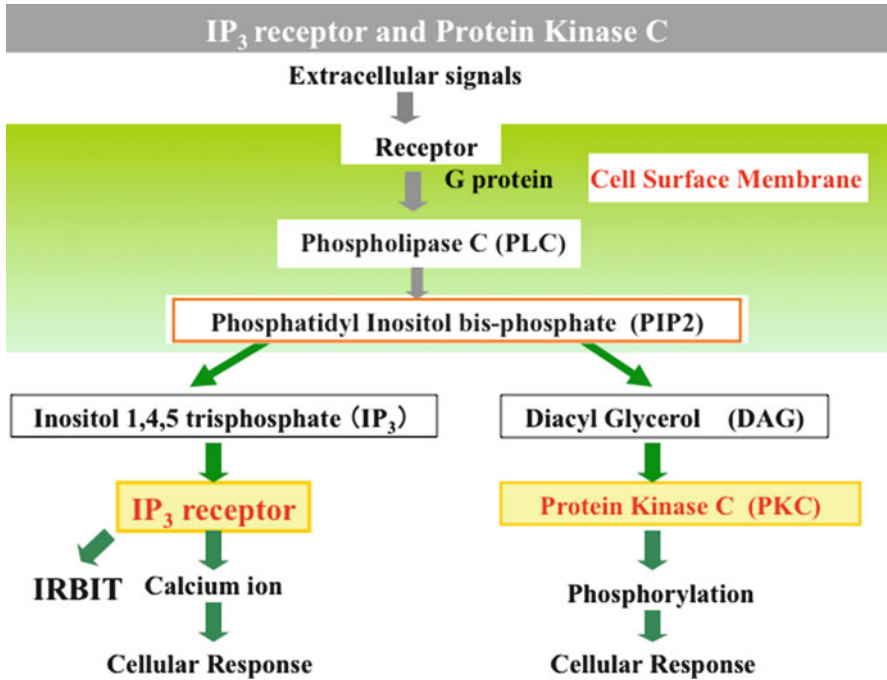 IP₃ receptor and Protein Kinase C
Extracellular signals
Receptor
G protein
Cell Surface Membrane
Phospholipase C (PLC)
Phosphatidyl Inositol bis-phosphate (PIP2)
Inositol 1,4,5 trisphosphate (IP₃)
Diacyl Glycerol (DAG)
IP₃ receptor
Protein Kinase C (PKC)
IRBIT
Calcium ion
Phosphorylation
Cellular Response
Cellular Response